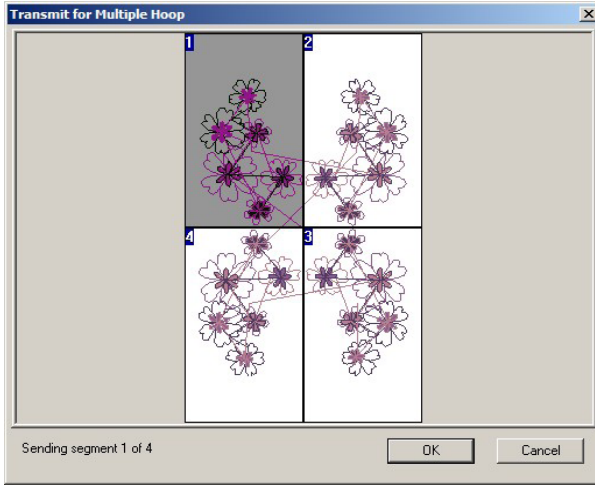 Transmit for Multiple Hoop
1 2
4 3
Sending segment 1 of 4
OK Cancel